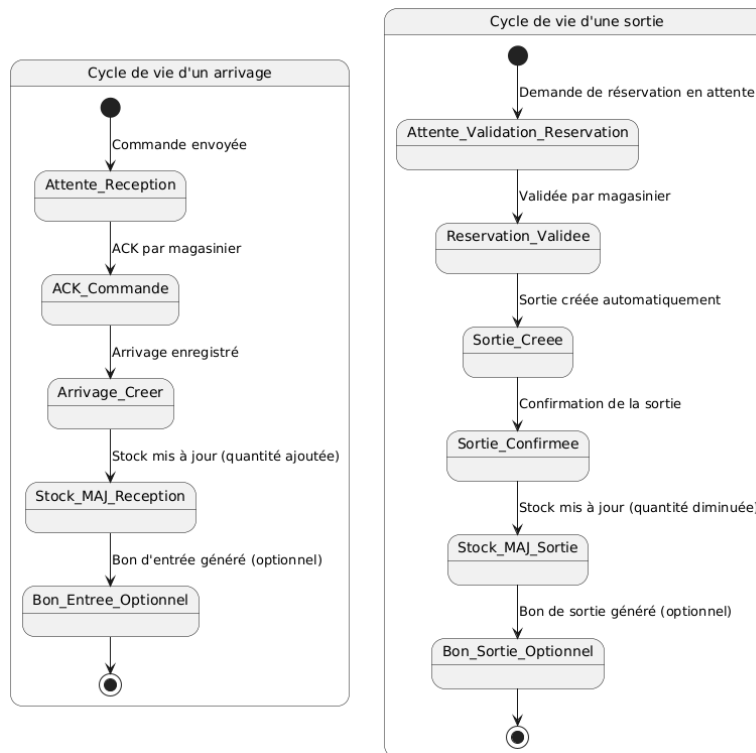 Cycle de vie d'un arrivage
Commande envoyée
Attente_Reception
ACK par magasinier
ACK_Commande
Arrivage enregistré
Arrivage_Creer
Stock mis à jour (quantité ajoutée)
Stock_MAJ_Reception
Bon d'entrée généré (optionnel)
Bon_Entree_Optionnel
Cycle de vie d'une sortie
Demande de réservation en attente
Attente_Validation_Reservation
Validée par magasinier
Reservation_Validee
Sortie créée automatiquement
Sortie_Creee
Confirmation de la sortie
Sortie_Confirmee
Stock mis à jour (quantité diminuée)
Stock_MAJ_Sortie
Bon de sortie généré (optionnel)
Bon_Sortie_Optionnel